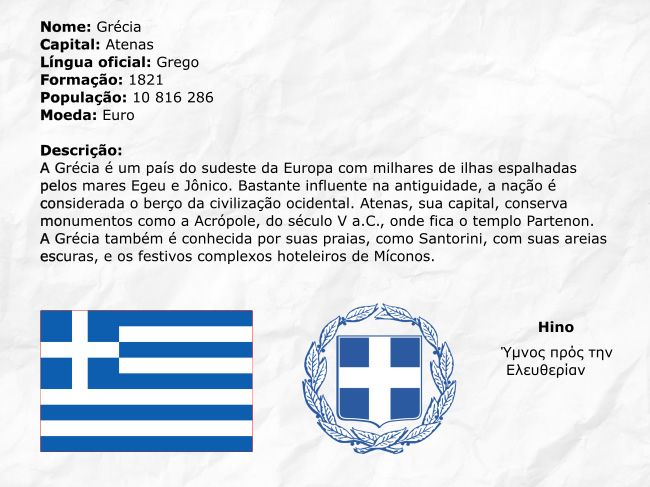 Nome: Grécia
Capital: Atenas
Língua oficial: Grego
Formação: 1821
População: 10 816 286
Moeda: Euro
Descrição:
A Grécia é um país do sudeste da Europa com milhares de ilhas espalhadas
pelos mares Egeu e Jônico. Bastante influente na antiguidade, a nação é
considerada o berço da civilização ocidental. Atenas, sua capital, conserva
monumentos como a Acrópole, do século V a.C., onde fica o templo Partenon.
A Grécia também é conhecida por suas praias, como Santorini, com suas areias
escuras, e os festivos complexos hoteleiros de Míconos.
Hino
Ὕμνος πρός την
Ελευθερίαν